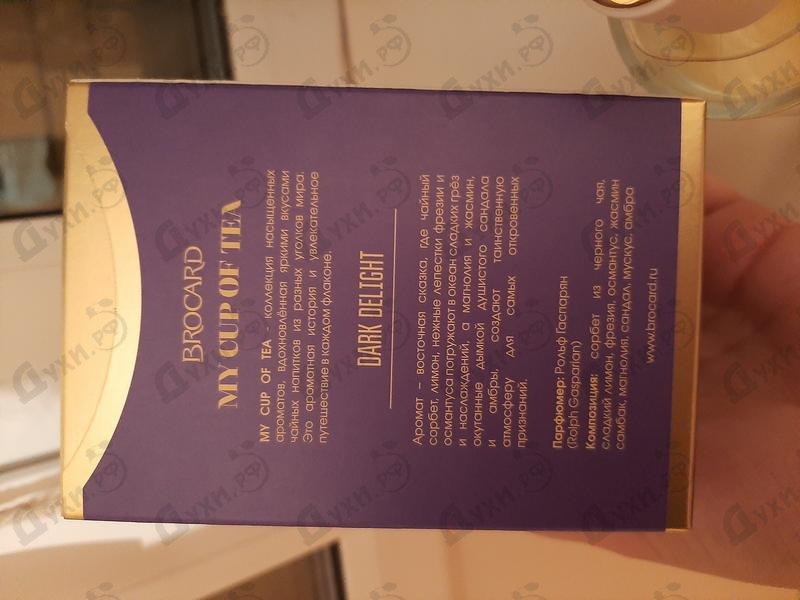 BROCARD
MY CUP OF TEA
MY CUP OF TEA - коллекция насыщенных
ароматов, вдохновлённая яркими вкусами
чайных напитков из разных уголков мира.
Это ароматная история и увлекательное
путешествие в каждом флаконе.
DARK DELIGHT
Аромат – восточная сказка, где чайный
сорбет, лимон, нежные лепестки фрезии и
османтуса погружают в океан сладких грёз
и наслаждений, а магнолия и жасмин,
окутанные дымкой душистого сандала
и амбры, создают таинственную
атмосферу для самых откровенных
признаний.
Парфюмер: Рольф Гаспарян
(Rolph Gasparian)
Композиция: сорбет из черного чая,
сладкий лимон, фрезия, османтус, жасмин
самбак, магнолия, сандал, мускус, амбра
www.brocard.ru
Духи.РФ